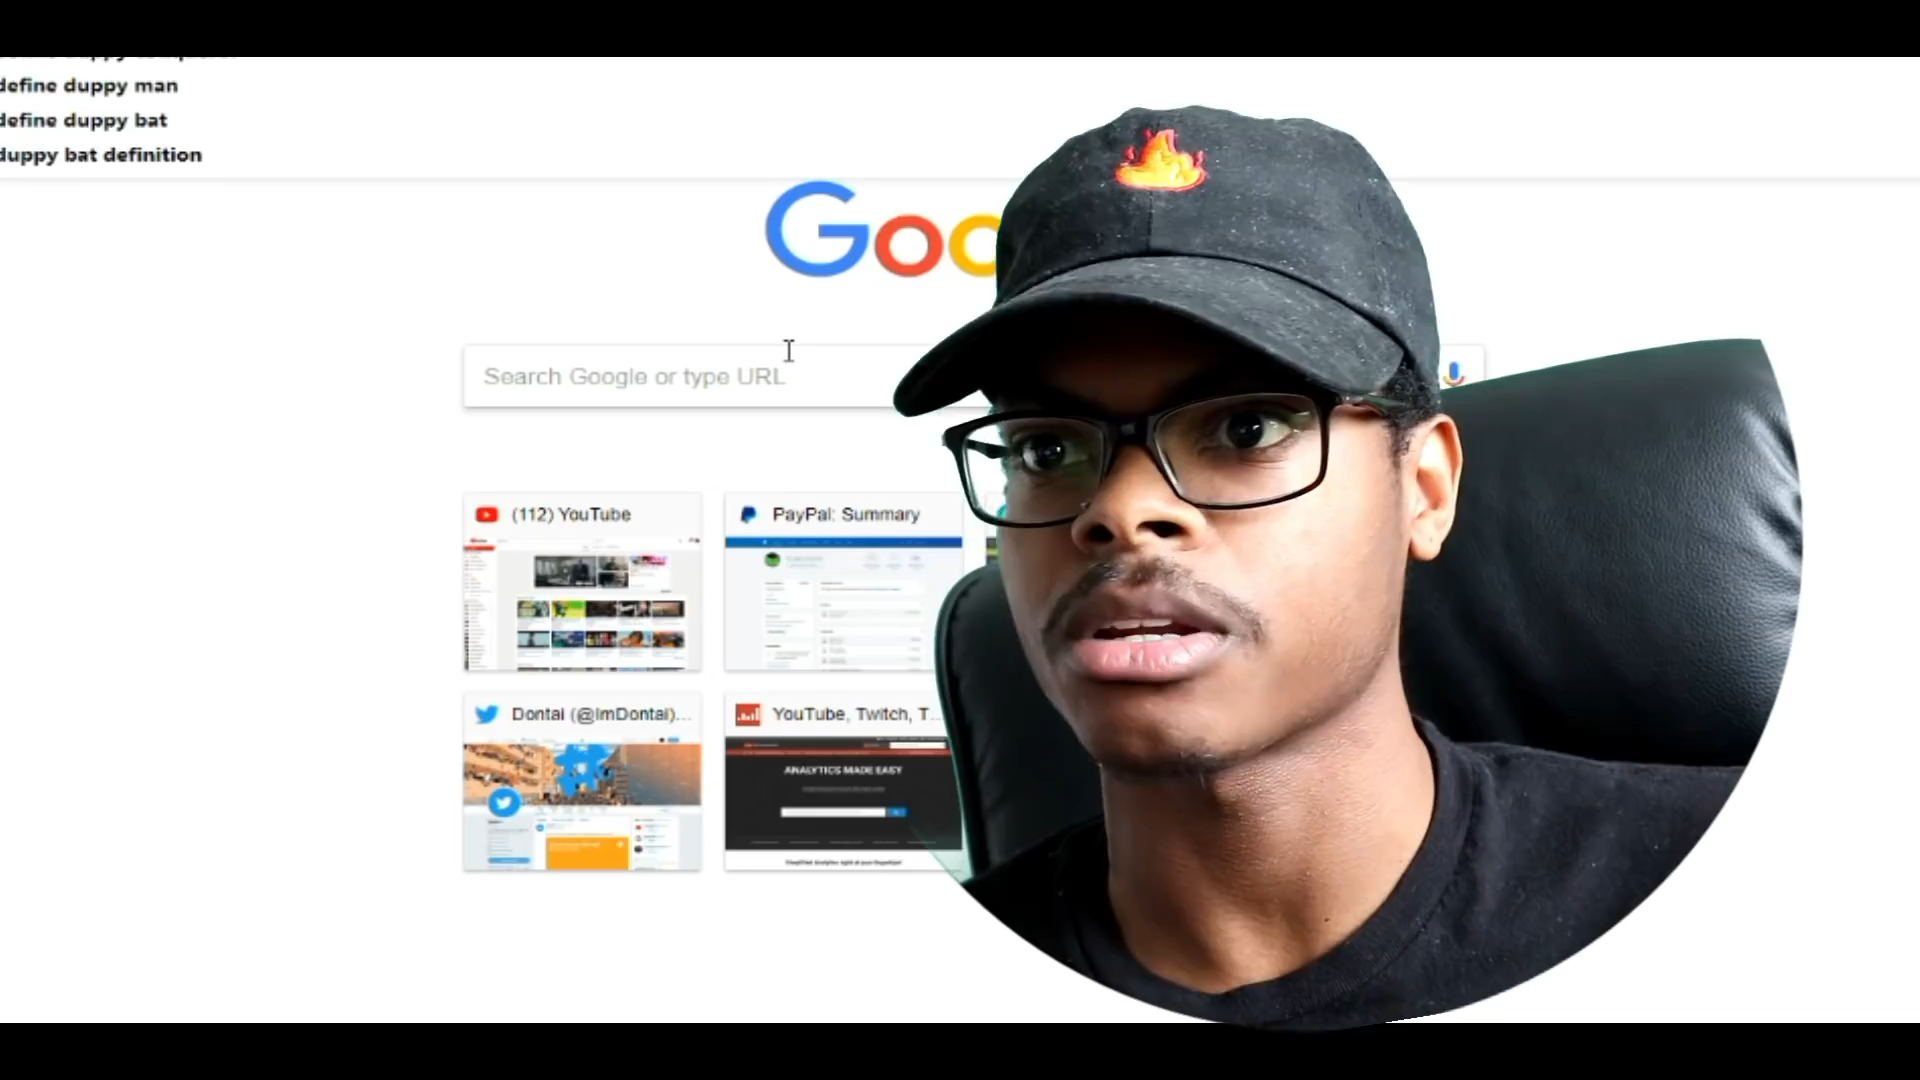 define duppy man
define duppy bat
duppy bat definition
Goo
Search Google or type URL
(112) YouTube
PayPal: Summary
Dontai (@ImDontai)...
YouTube, Twitch, T...
ANALYTICS MADE EASY